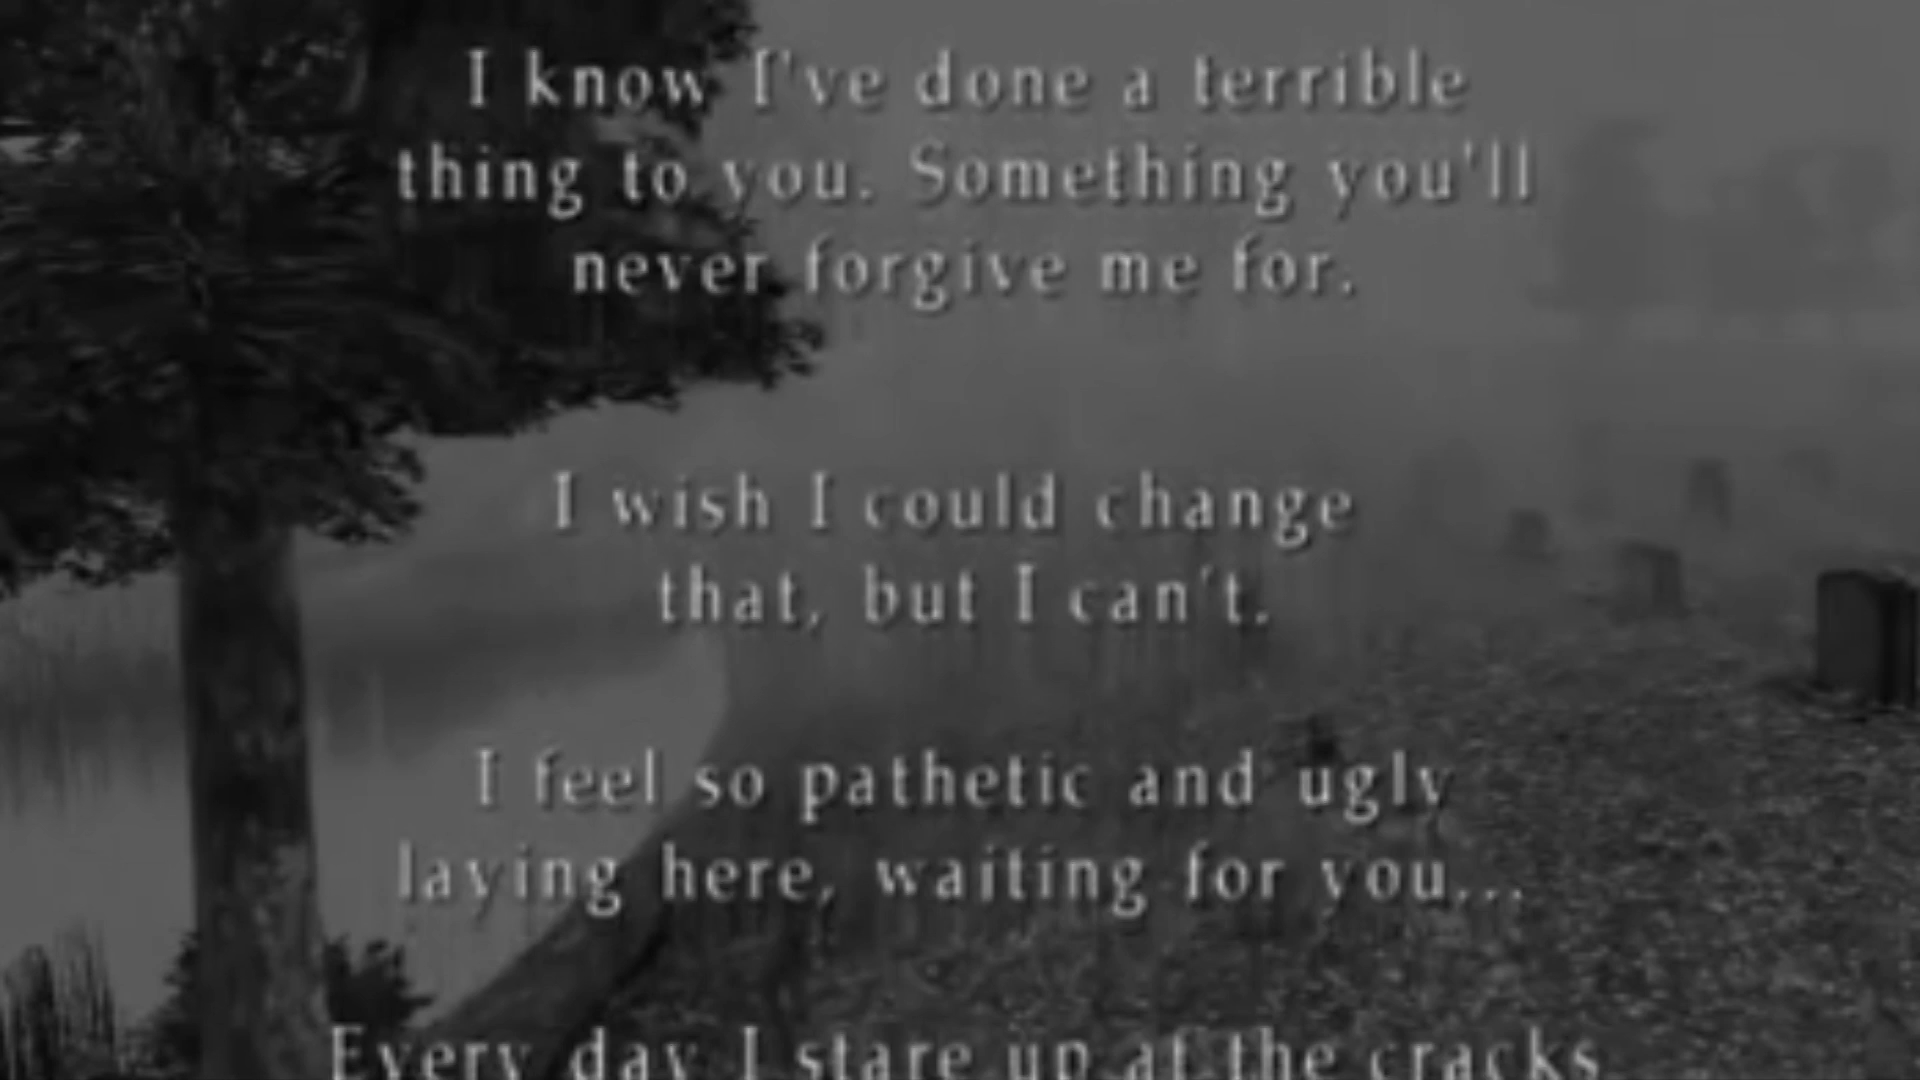 I know I've done a terrible
thing to you. Something you'll
never forgive me for.
I wish I could change
that, but I can't.
I feel so pathetic and ugly
laying here, waiting for you...
Every day I stare up at the cracks